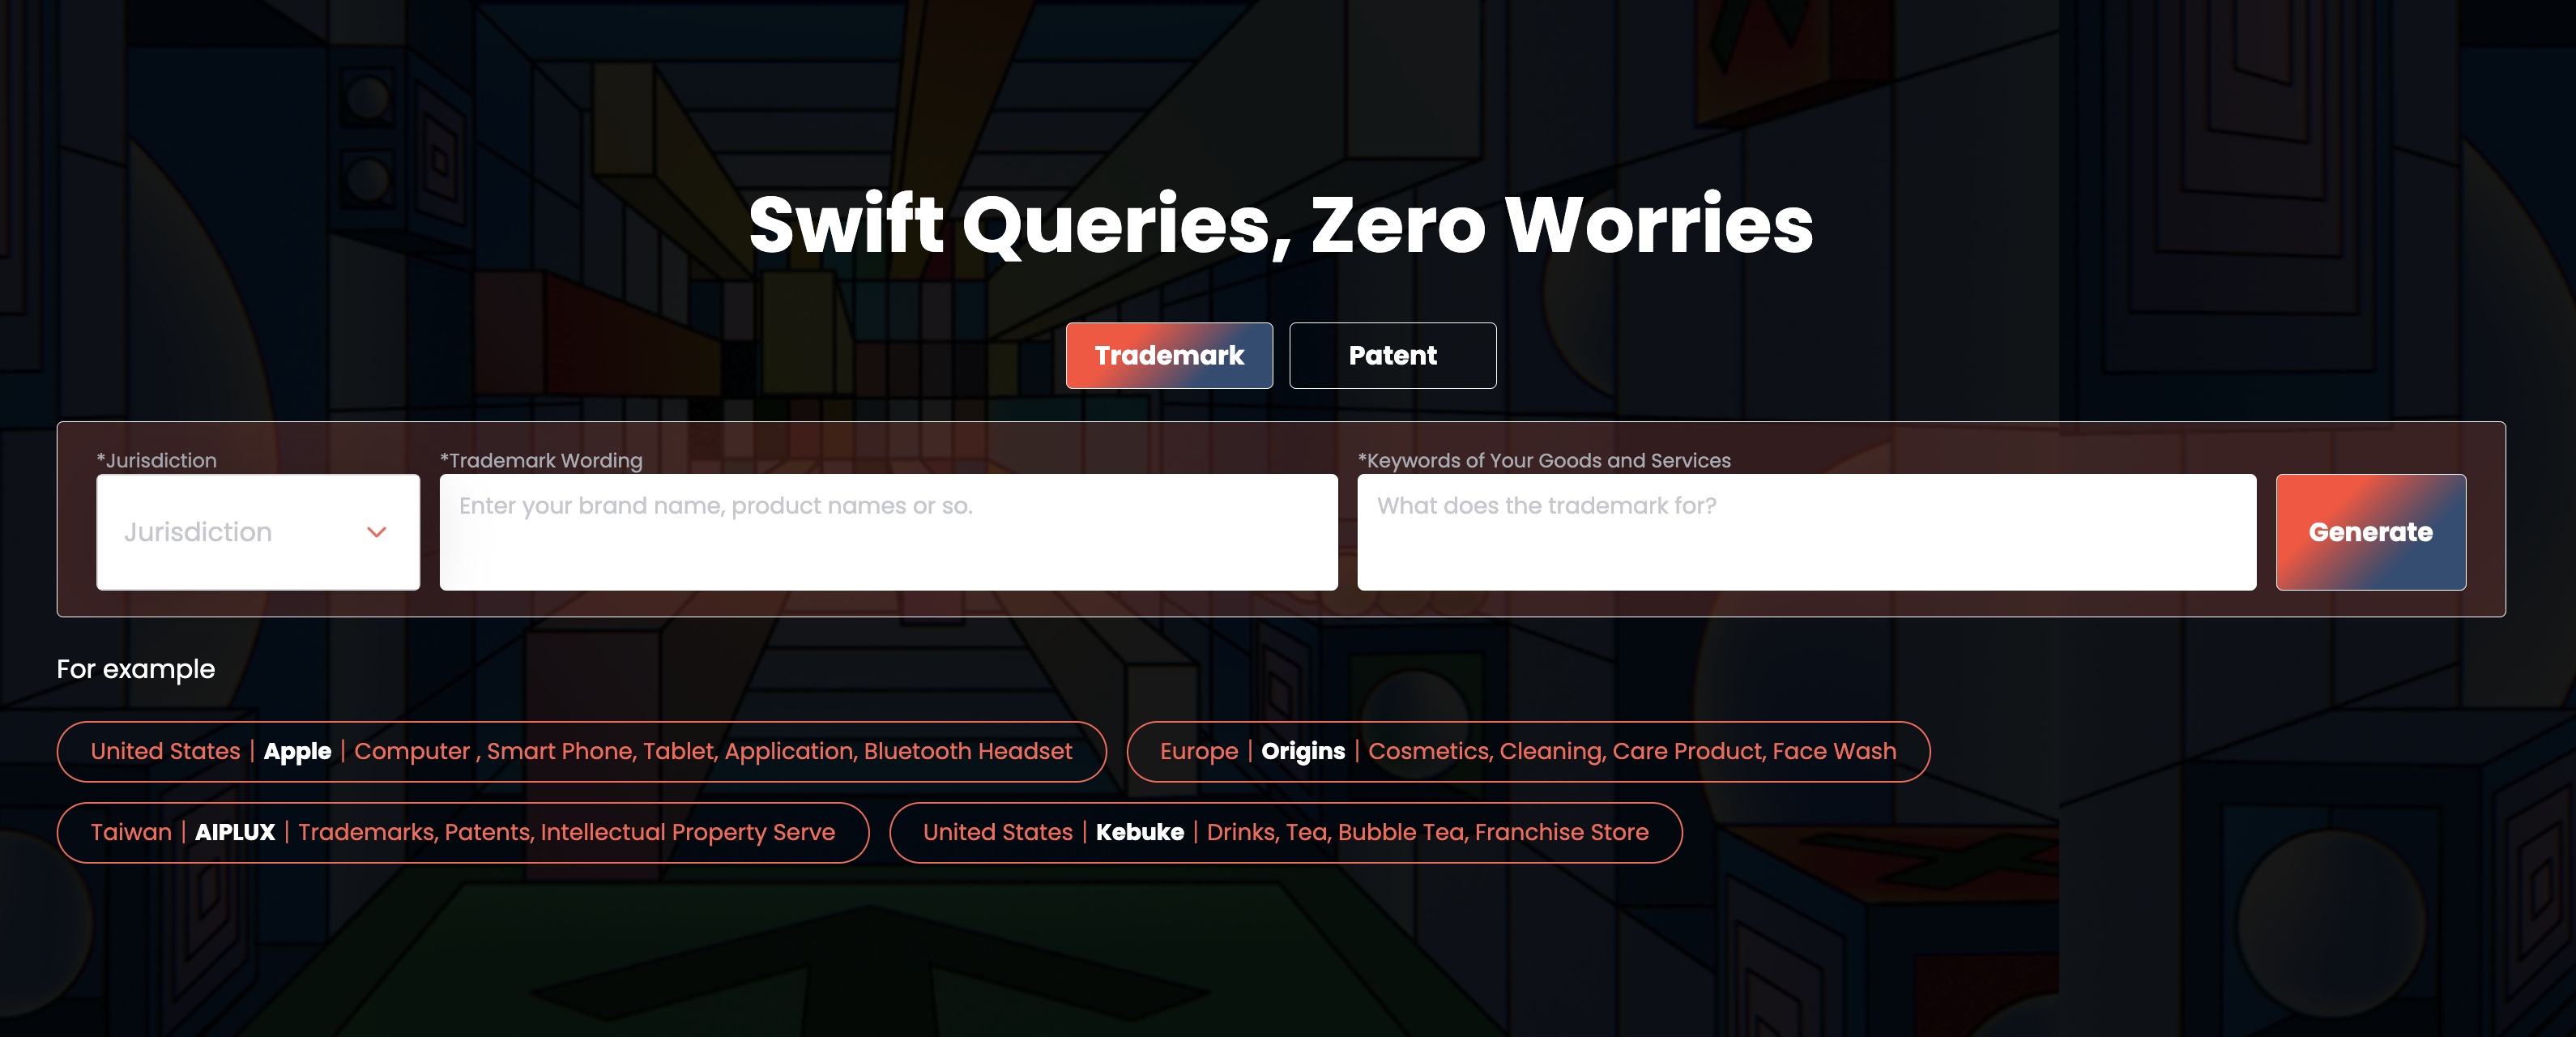 Swift Queries, Zero Worries
Trademark Patent
*Jurisdiction *Trademark Wording *Keywords of Your Goods and Services
Enter your brand name, product names or so. What does the trademark for?
Jurisdiction Generate
For example
United States | Apple | Computer , Smart Phone, Tablet, Application, Bluetooth Headset
Europe | Origins | Cosmetics, Cleaning, Care Product, Face Wash
Taiwan | AIPLUX | Trademarks, Patents, Intellectual Property Serve
United States | Kebuke | Drinks, Tea, Bubble Tea, Franchise Store